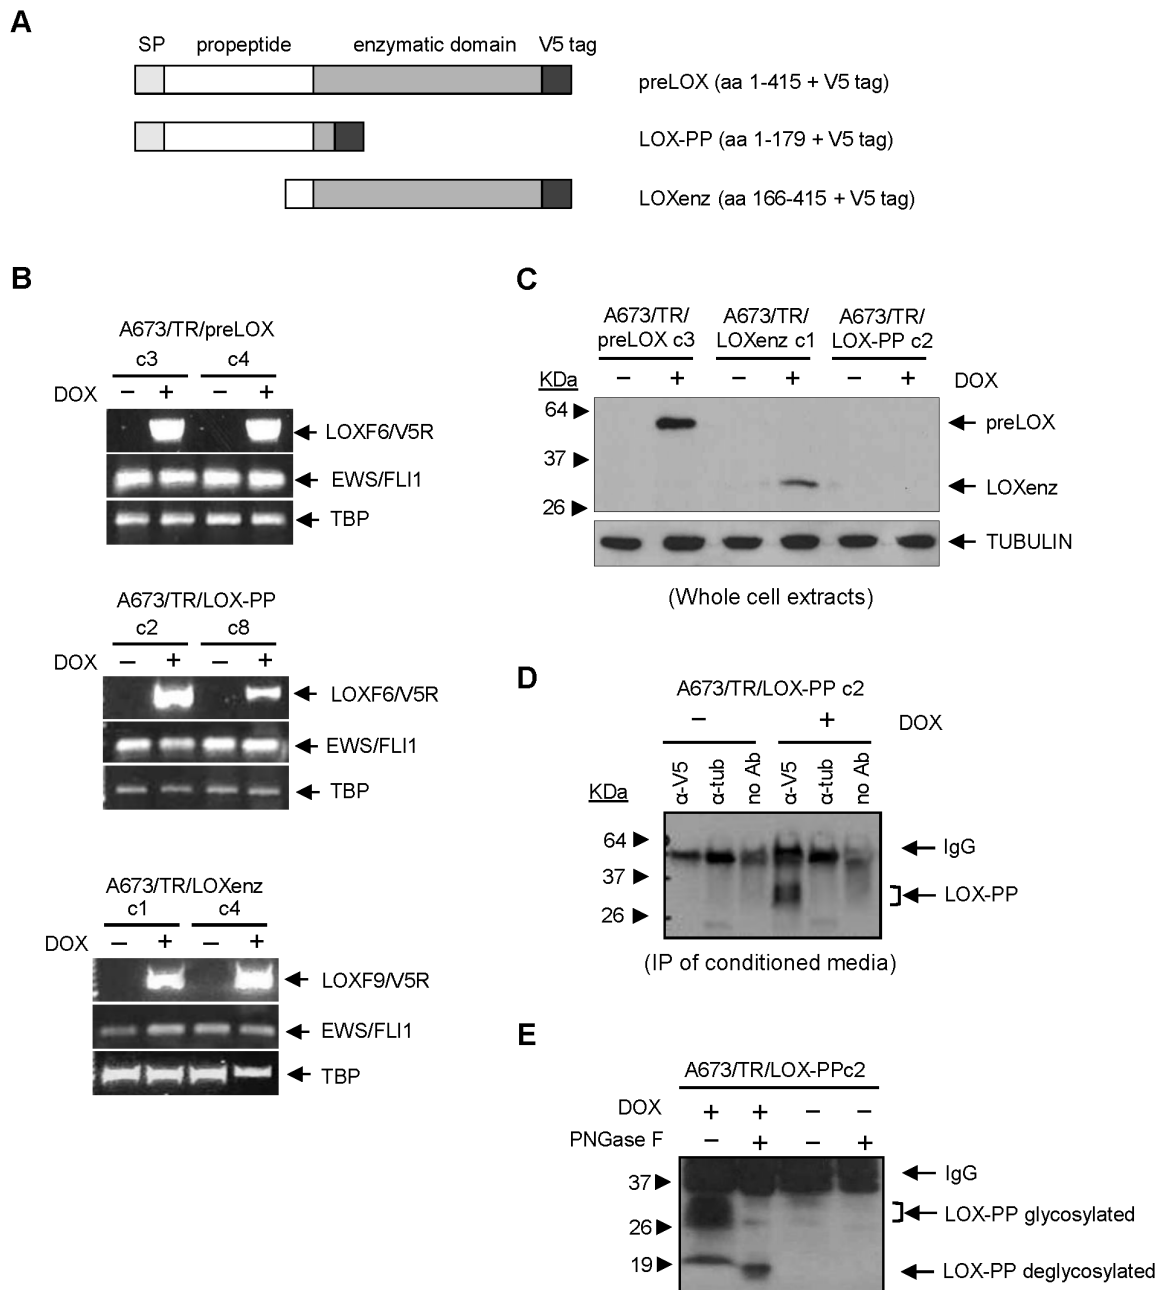 A
SP propeptide enzymatic domain V5 tag
preLOX (aa 1-415 + V5 tag)
LOX-PP (aa 1-179 + V5 tag)
LOXenz (aa 166-415 + V5 tag)
B
A673/TR/preLOX
c3 c4
DOX − + − +
LOXF6/V5R
EWS/FLI1
TBP
A673/TR/LOX-PP
c2 c8
DOX − + − +
LOXF6/V5R
EWS/FLI1
TBP
A673/TR/LOXenz
c1 c4
DOX − + − +
LOXF9/V5R
EWS/FLI1
TBP
C
A673/TR/ A673/TR/ A673/TR/
preLOX c3 LOXenz c1 LOX-PP c2
KDa − + − + − + DOX
64
preLOX
37
LOXenz
26
TUBULIN
(Whole cell extracts)
D
A673/TR/LOX-PP c2
− + DOX
α-V5 α-tub no Ab α-V5 α-tub no Ab
KDa
64 IgG
37
LOX-PP
26
(IP of conditioned media)
E
A673/TR/LOX-PPc2
DOX + + − −
PNGase F − + − +
IgG
37
LOX-PP glycosylated
26
19
LOX-PP deglycosylated